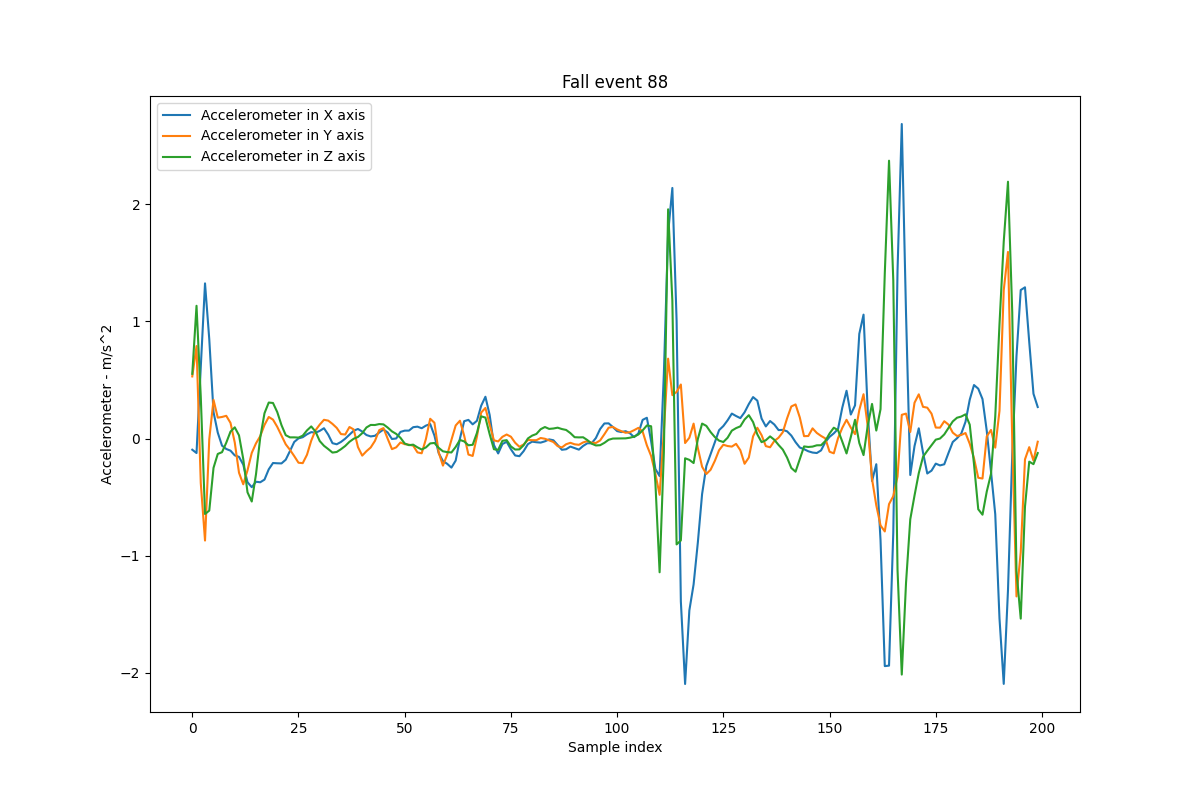 Fall event 88
Accelerometer in X axis
Accelerometer in Y axis
Accelerometer in Z axis
Accelerometer - m/s^2
2
1
0
−1
−2
0 25 50 75 100 125 150 175 200
Sample index